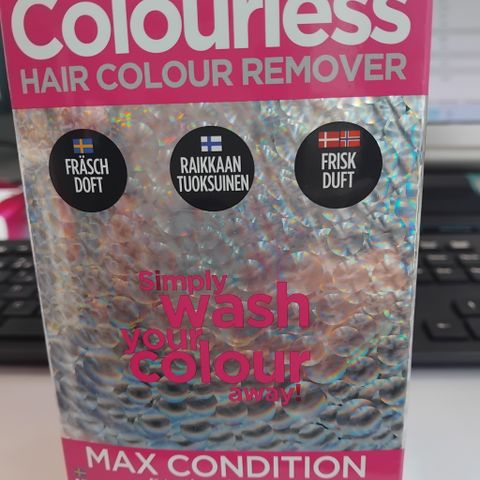 Colourless
HAIR COLOUR REMOVER
FRÄSCH
DOFT
RAIKKAAN
TUOKSUINEN
FRISK
DUFT
Simply
wash
your
colour
away!
MAX CONDITION